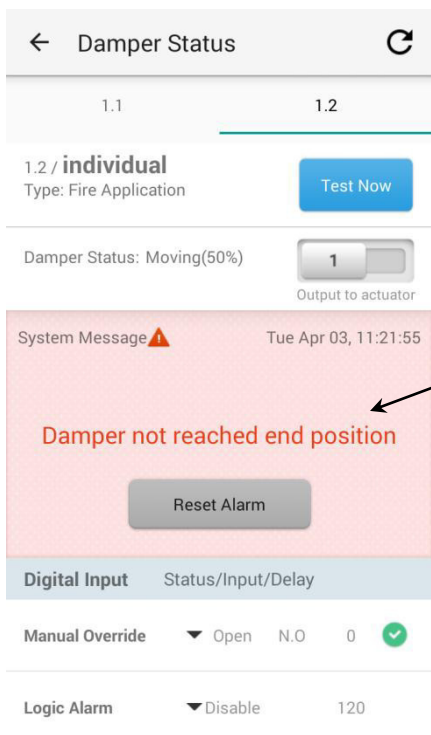 Damper Status
1.1 1.2
1.2 / individual
Type: Fire Application
Test Now
Damper Status: Moving(50%) 1
Output to actuator
System Message Tue Apr 03, 11:21:55
Damper not reached end position
Reset Alarm
Digital Input Status/Input/Delay
Manual Override Open N.O 0
Logic Alarm Disable 120